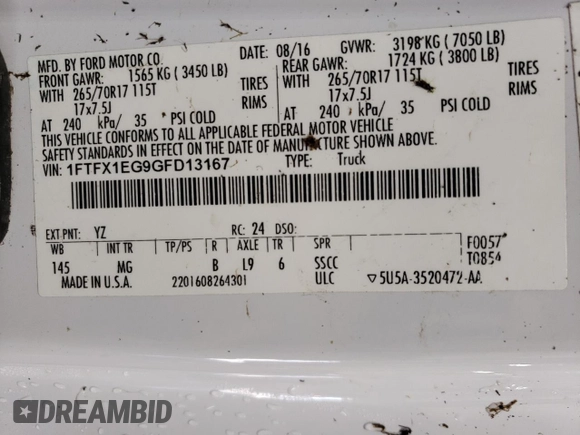 MFD. BY FORD MOTOR CO.
DATE: 08/16 GVWR: 3198 KG (7050 LB)
FRONT GAWR: 1565 KG (3450 LB) REAR GAWR: 1724 KG (3800 LB)
WITH 265/70R17 115T TIRES WITH 265/70R17 115T TIRES
17x7.5J RIMS 17x7.5J RIMS
AT 240 kPa/ 35 PSI COLD AT 240 kPa/ 35 PSI COLD
THIS VEHICLE CONFORMS TO ALL APPLICABLE FEDERAL MOTOR VEHICLE
SAFETY STANDARDS IN EFFECT ON THE DATE OF MANUFACTURE SHOWN ABOVE.
VIN: 1FTFX1EG9GFD13167 TYPE: Truck
EXT PNT: YZ RC: 24 DSO: F0057
WB INT TR TP/PS R AXLE TR SPR T0854
145 MG B L9 6 SSCC
MADE IN U.S.A. 2201608264301 ULC ▽5U5A-3520472-AA
DREAMBID